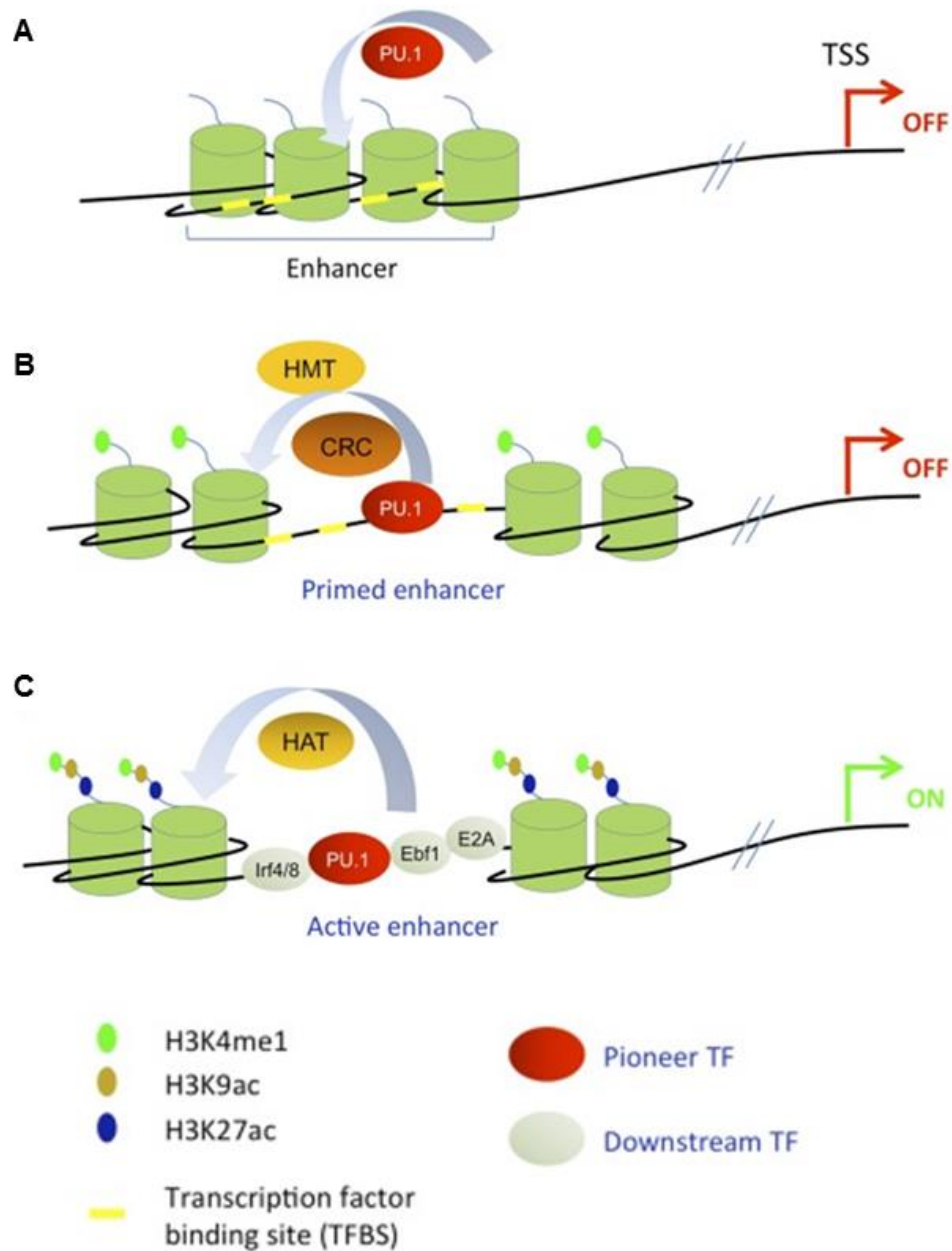 A
PU.1
TSS
OFF
Enhancer
B
HMT
CRC
PU.1
OFF
Primed enhancer
C
HAT
Irf4/8
PU.1
Ebf1
E2A
ON
Active enhancer
H3K4me1
H3K9ac
H3K27ac
Transcription factor
binding site (TFBS)
Pioneer TF
Downstream TF